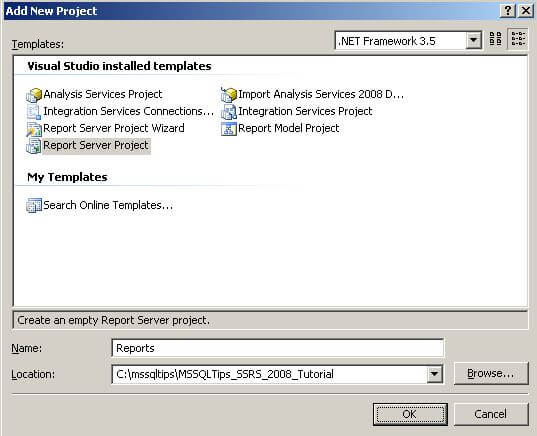 Add New Project
Templates:
.NET Framework 3.5
Visual Studio installed templates
Analysis Services Project
Import Analysis Services 2008 D...
Integration Services Connections...
Integration Services Project
Report Server Project Wizard
Report Model Project
Report Server Project
My Templates
Search Online Templates...
Create an empty Report Server project.
Name:
Reports
Location:
C:\mssqltips\MSSQLTips_SSRS_2008_Tutorial
Browse...
OK
Cancel